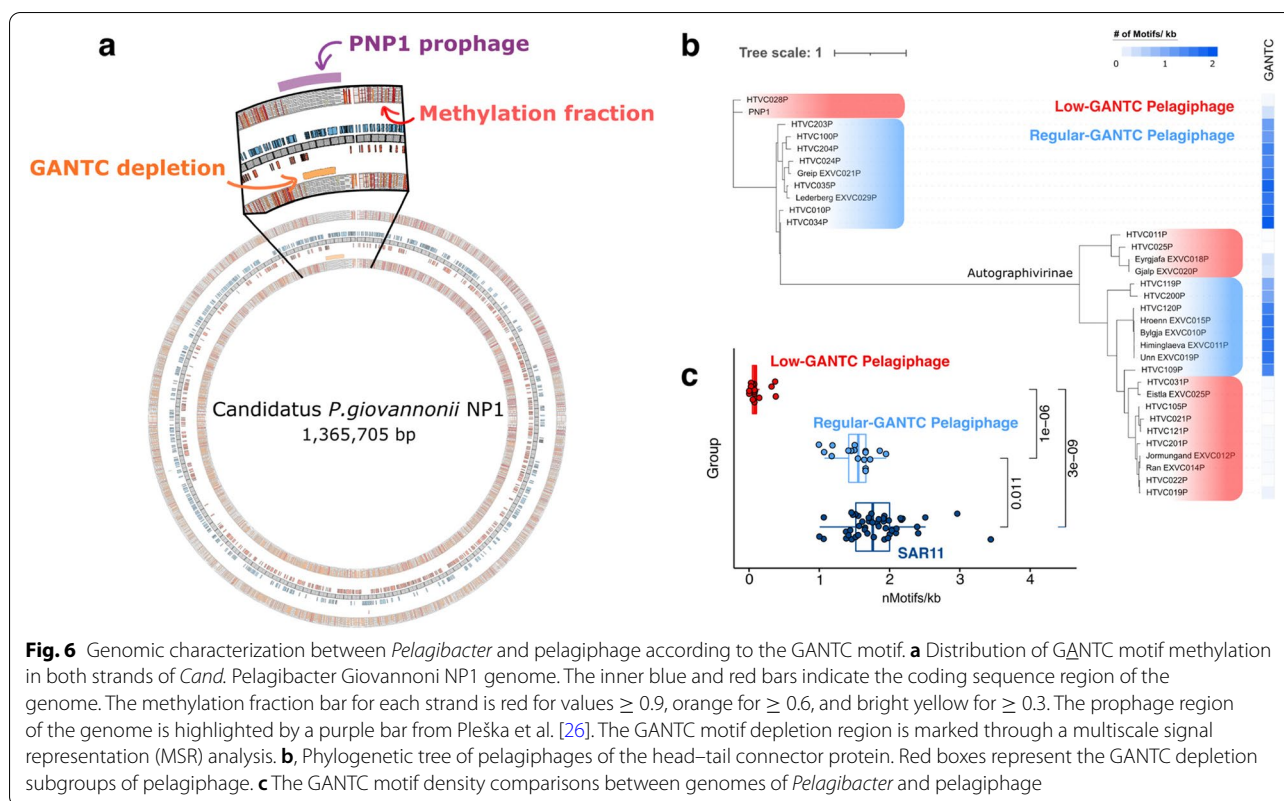 a
PNP1 prophage
Methylation fraction
GANTC depletion
Candidatus P.giovannonii NP1
1,365,705 bp
b
Tree scale: 1
# of Motifs/ kb
0 1 2
GANTC
Low-GANTC Pelagiphage
Regular-GANTC Pelagiphage
HTVC028P
PNP1
HTVC203P
HTVC100P
HTVC204P
HTVC024P
Greip EXVC021P
HTVC035P
Lederberg EXVC029P
HTVC010P
HTVC034P
Autographivirinae
HTVC011P
HTVC025P
Eyrgjafa EXVC018P
Gjalp EXVC020P
HTVC119P
HTVC200P
HTVC120P
Hroenn EXVC015P
Bylgja EXVC010P
Himinglaeva EXVC011P
Unn EXVC019P
HTVC109P
HTVC031P
Eistla EXVC025P
HTVC105P
HTVC021P
HTVC121P
HTVC201P
Jormungand EXVC012P
Ran EXVC014P
HTVC022P
HTVC019P
c
Low-GANTC Pelagiphage
Regular-GANTC Pelagiphage
SAR11
Group
1e−06
3e−09
0.011
0 1 2 3 4
nMotifs/kb
Fig. 6 Genomic characterization between Pelagibacter and pelagiphage according to the GANTC motif. a Distribution of GANTC motif methylation
in both strands of Cand. Pelagibacter Giovannoni NP1 genome. The inner blue and red bars indicate the coding sequence region of the
genome. The methylation fraction bar for each strand is red for values ≥ 0.9, orange for ≥ 0.6, and bright yellow for ≥ 0.3. The prophage region
of the genome is highlighted by a purple bar from Pleška et al. [26]. The GANTC motif depletion region is marked through a multiscale signal
representation (MSR) analysis. b, Phylogenetic tree of pelagiphages of the head–tail connector protein. Red boxes represent the GANTC depletion
subgroups of pelagiphage. c The GANTC motif density comparisons between genomes of Pelagibacter and pelagiphage